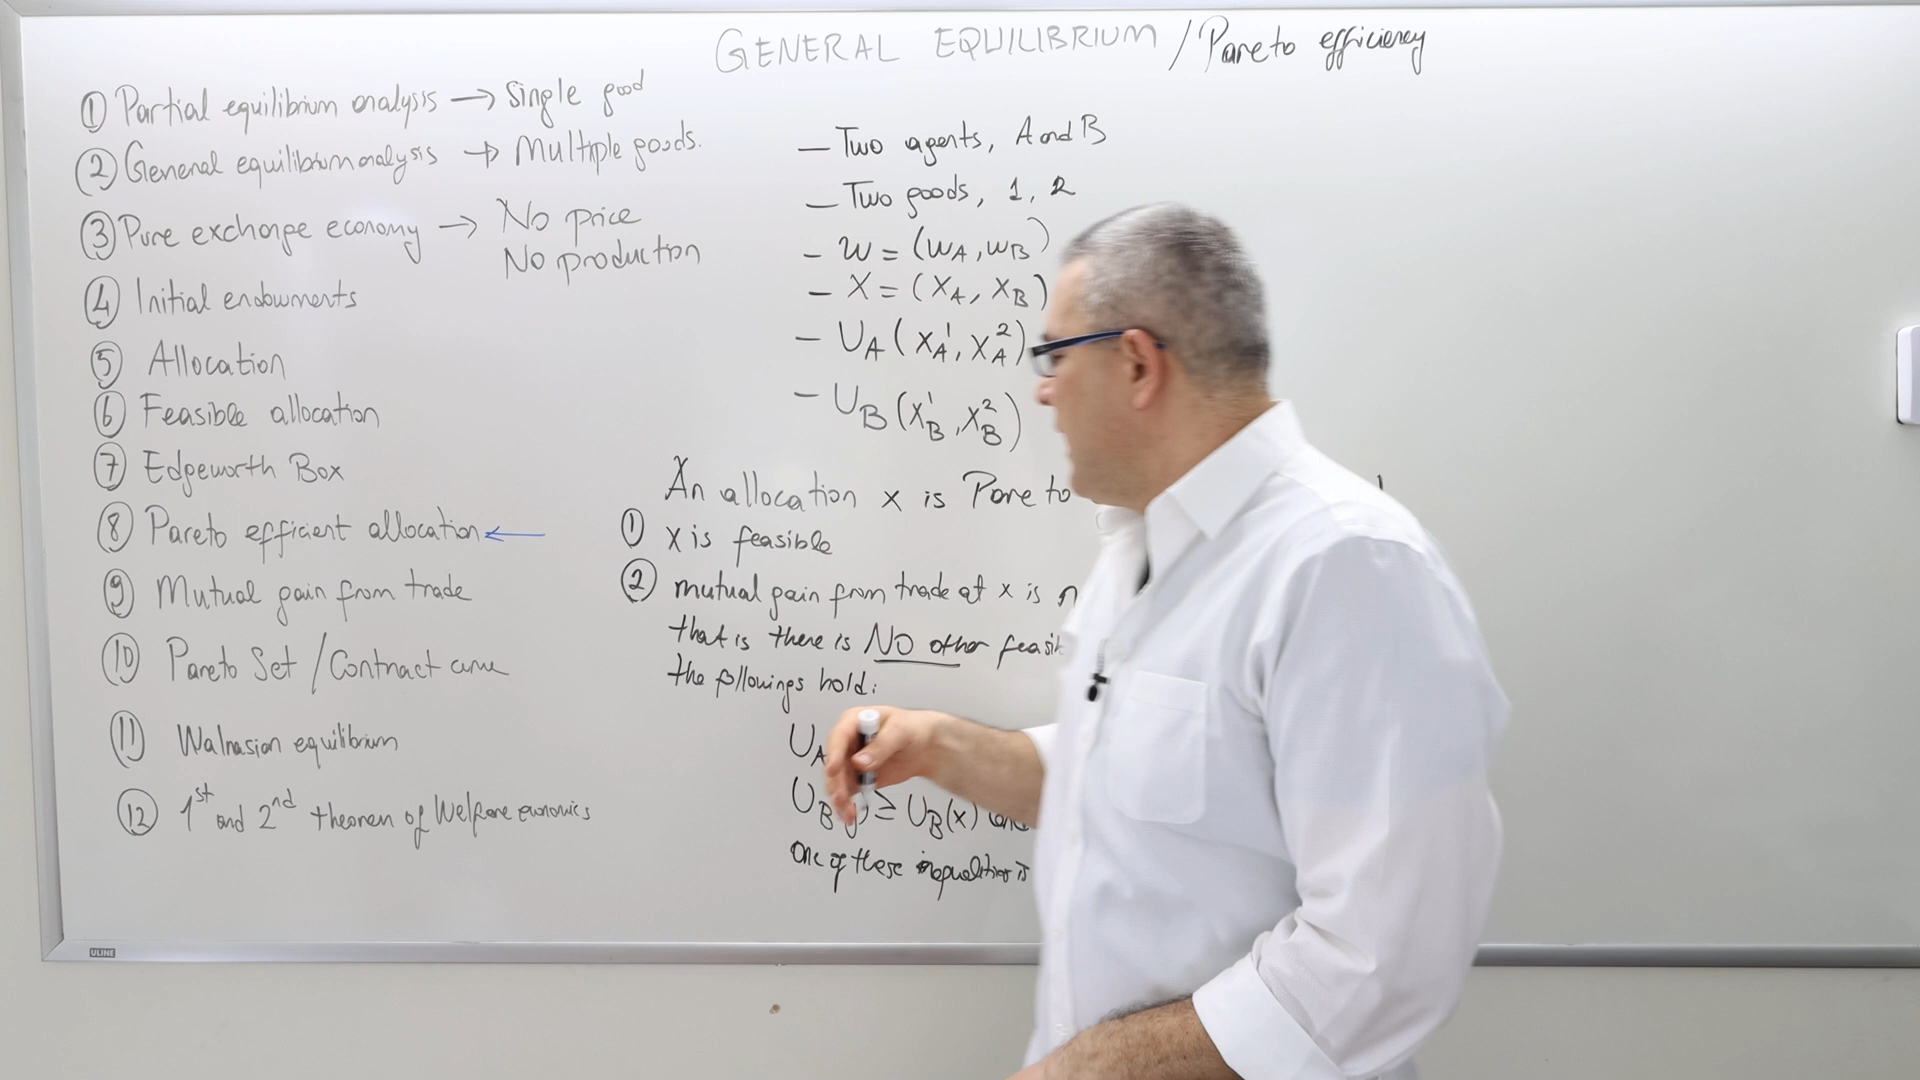 GENERAL EQUILIBRIUM / Pareto efficiency
① Partial equilibrium analysis → Single good
② General equilibrium analysis → Multiple goods.
③ Pure exchange economy → No price
No production
④ Initial endowments
⑤ Allocation
⑥ Feasible allocation
⑦ Edgeworth Box
⑧ Pareto efficient allocation ←
⑨ Mutual gain from trade
⑩ Pareto Set / Contract curve
⑪ Walrasian equilibrium
⑫ 1st and 2nd theorem of Welfare economics
- Two agents, A and B
- Two goods, 1, 2
- w = (wA, wB)
- X = (XA, XB)
- UA (XA¹, XA²)
- UB (XB¹, XB²)
An allocation x is Pareto
① X is feasible
② mutual gain from trade at x is
that is there is NO other
the followings hold:
UA
UB ≥ UB(x)
one of these inequalities is
ULINE